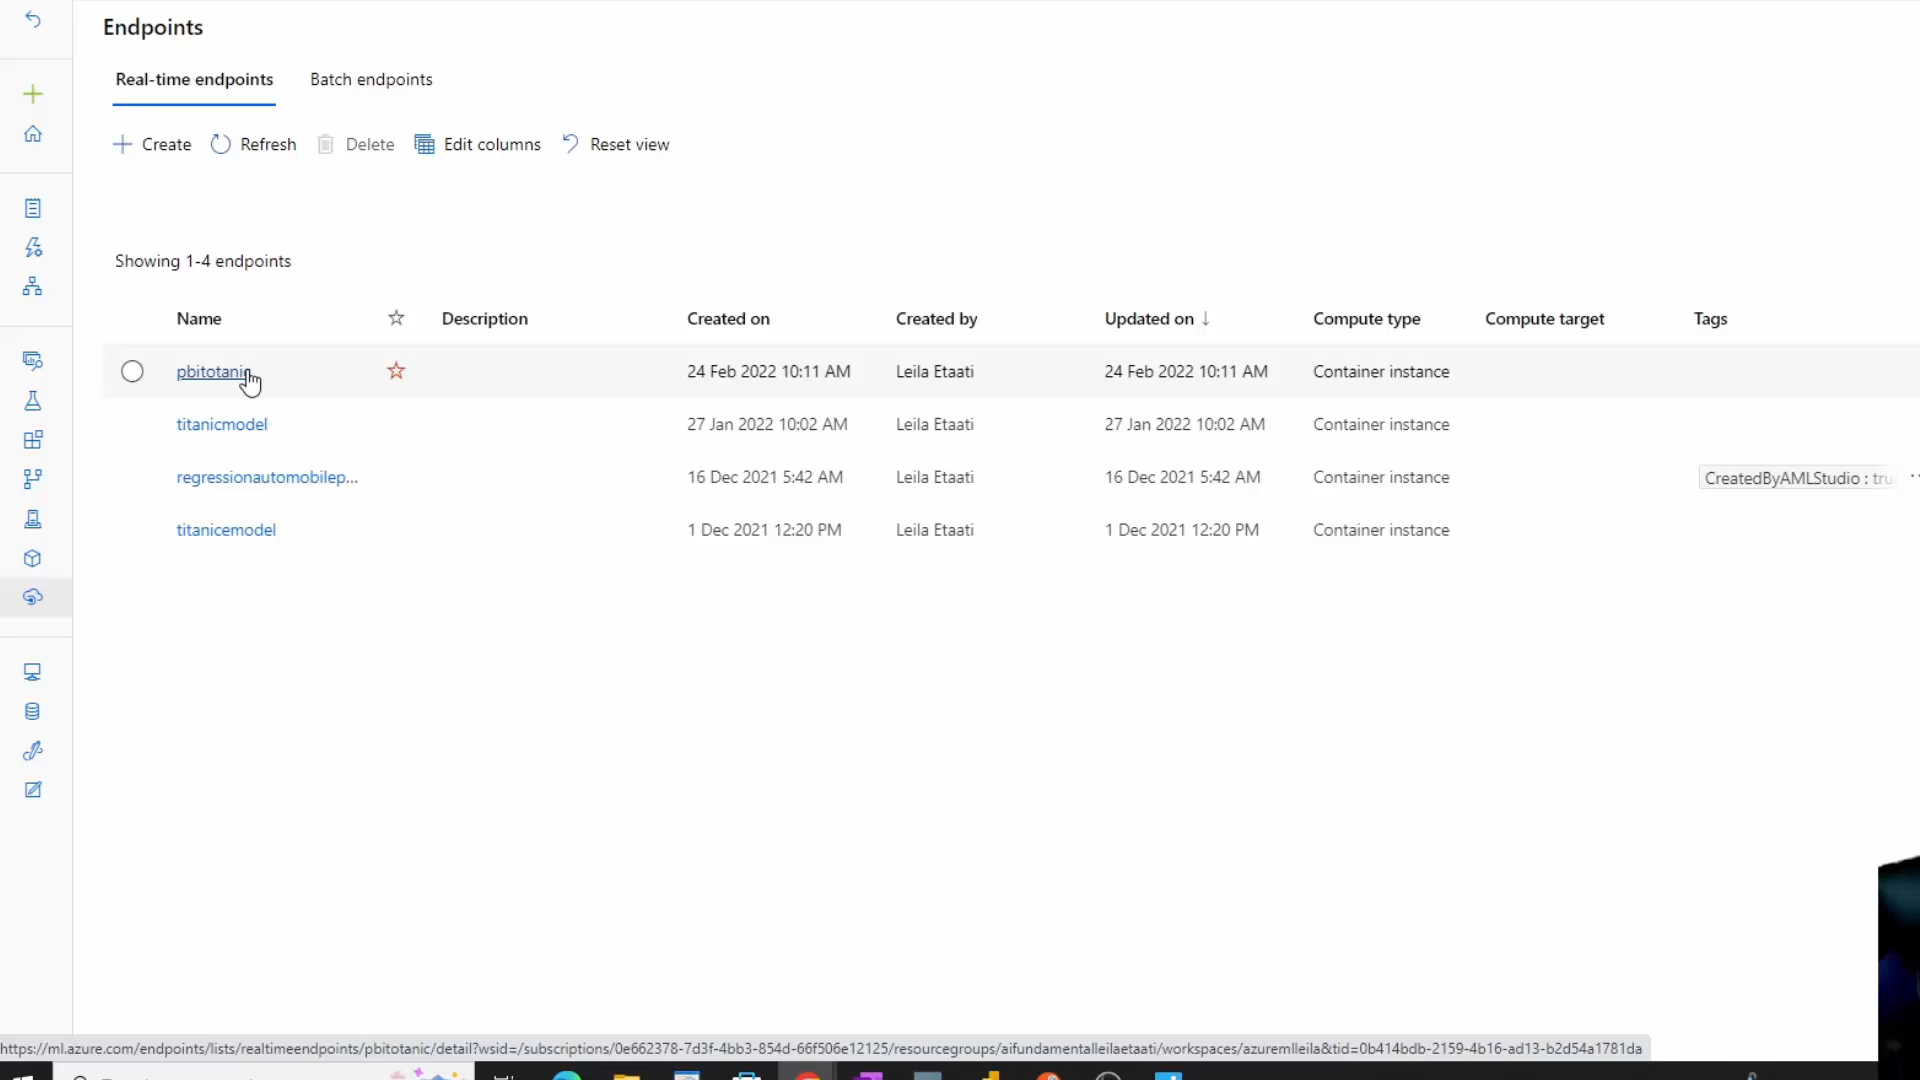 Endpoints
Real-time endpoints Batch endpoints
Create Refresh Delete Edit columns Reset view
Showing 1-4 endpoints
Name Description Created on Created by Updated on ↓ Compute type Compute target Tags
pbitotanic 24 Feb 2022 10:11 AM Leila Etaati 24 Feb 2022 10:11 AM Container instance
titanicmodel 27 Jan 2022 10:02 AM Leila Etaati 27 Jan 2022 10:02 AM Container instance
regressionautomobilep... 16 Dec 2021 5:42 AM Leila Etaati 16 Dec 2021 5:42 AM Container instance CreatedByAMLStudio : tru
titanicemodel 1 Dec 2021 12:20 PM Leila Etaati 1 Dec 2021 12:20 PM Container instance
https://ml.azure.com/endpoints/lists/realtimeendpoints/pbitotanic/detail?wsid=/subscriptions/0e662378-7d3f-4bb3-854d-66f506e12125/resourcegroups/aifundamentalleilaetaati/workspaces/azuremlleila&tid=0b414bdb-2159-4b16-ad13-b2d54a1781da